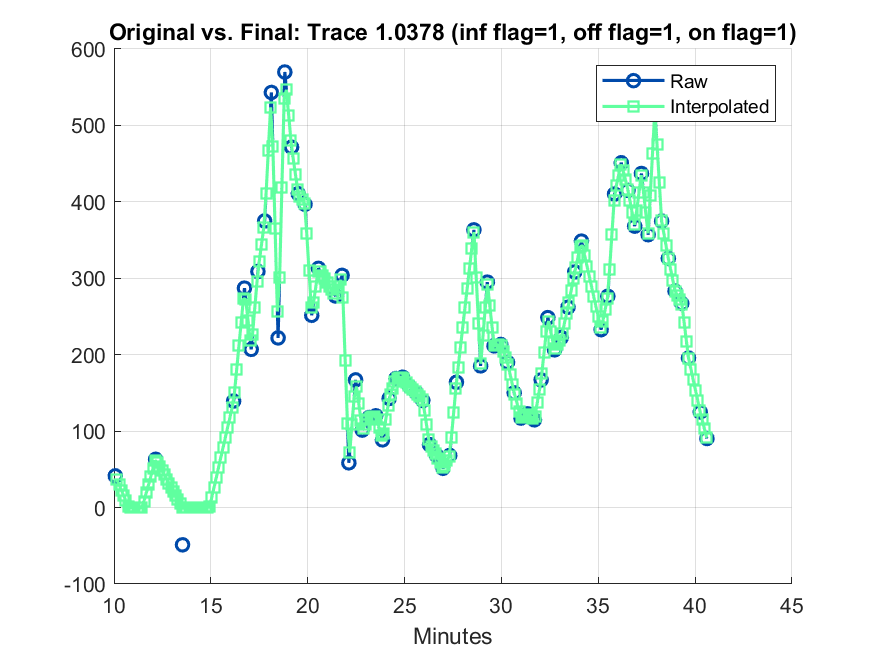 Original vs. Final: Trace 1.0378 (inf flag=1, off flag=1, on flag=1)
600
500
400
300
200
100
0
-100
Raw
Interpolated
10 15 20 25 30 35 40 45
Minutes